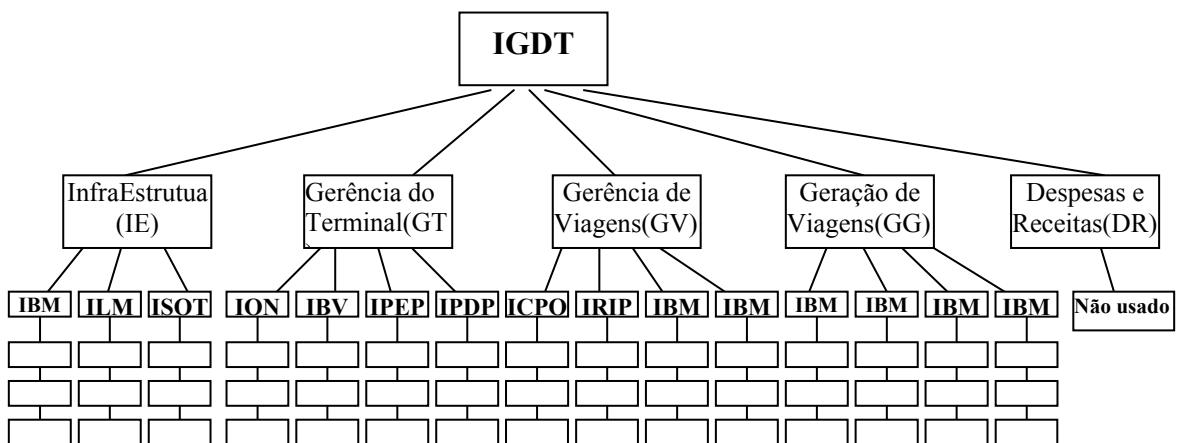 IGDT
InfraEstrutua
(IE)
Gerência do
Terminal(GT
Gerência de
Viagens(GV)
Geração de
Viagens(GG)
Despesas e
Receitas(DR)
IBM
ILM
ISOT
ION
IBV
IPEP
IPDP
ICPO
IRIP
IBM
IBM
IBM
IBM
IBM
IBM
Não usado